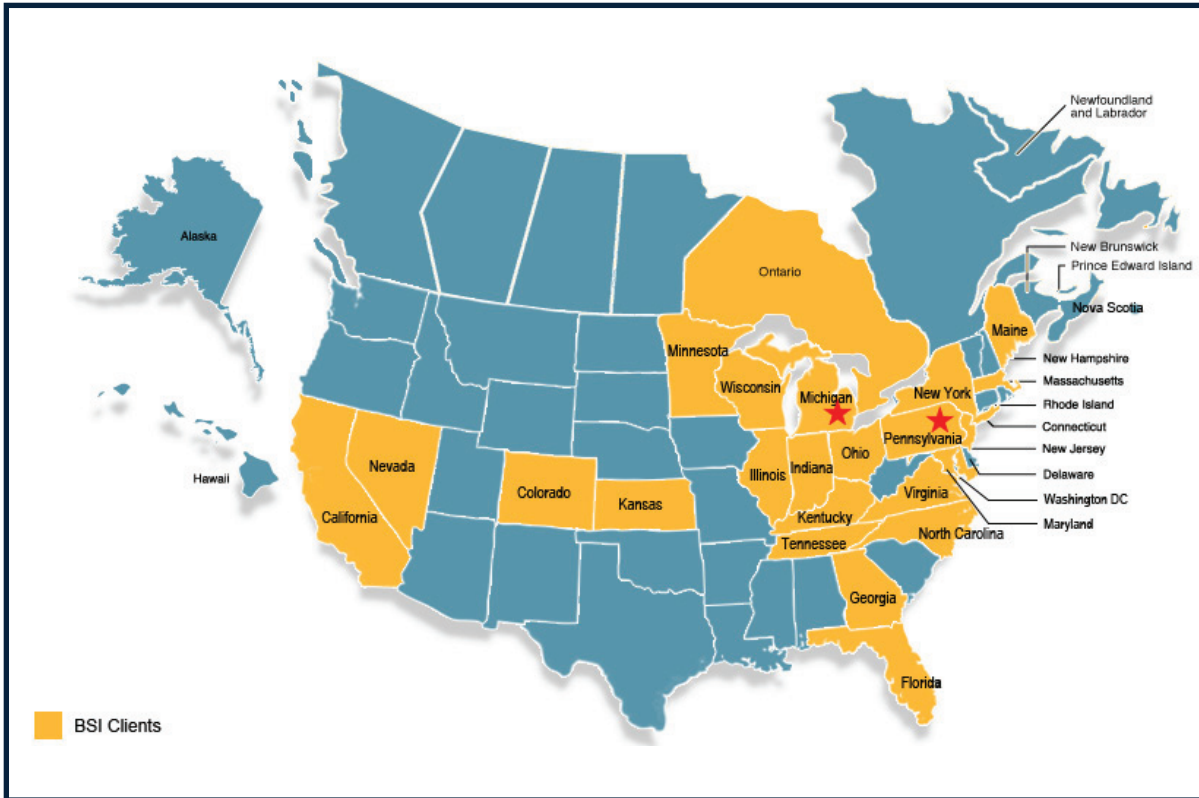 Newfoundland
and Labrador
Alaska
New Brunswick
Ontario
Prince Edward Island
Nova Scotia
Maine
Minnesota
New Hampshire
Wisconsin
Massachusetts
Michigan
New York
Rhode Island
Connecticut
Pennsylvania
New Jersey
Ohio
Nevada
Illinois
Indiana
Hawaii
Delaware
Colorado
Virginia
Washington DC
Kansas
California
Kentucky
Maryland
North Carolina
Tennessee
Georgia
Florida
BSI Clients